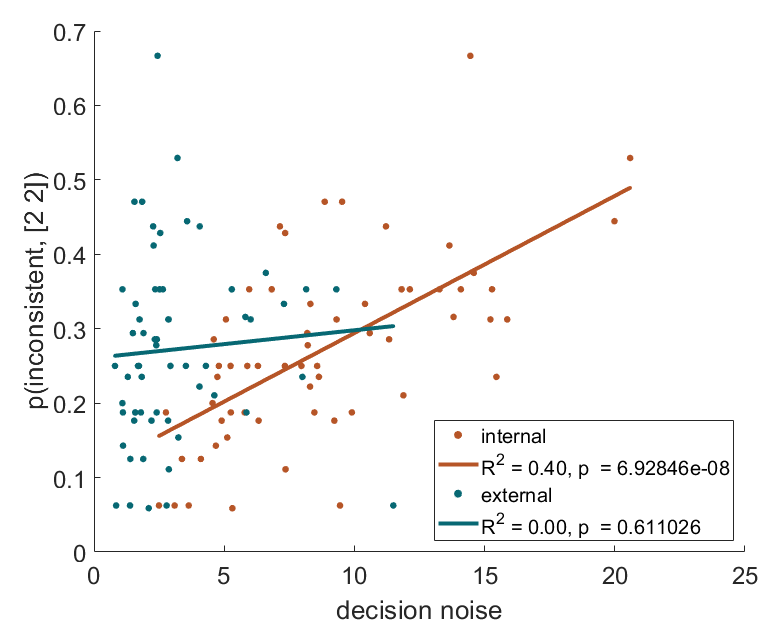 0.7
0.6
0.5
0.4
0.3
0.2
0.1
0
p(inconsistent, [2 2])
0 5 10 15 20 25
decision noise
internal
R² = 0.40, p = 6.92846e-08
external
R² = 0.00, p = 0.611026